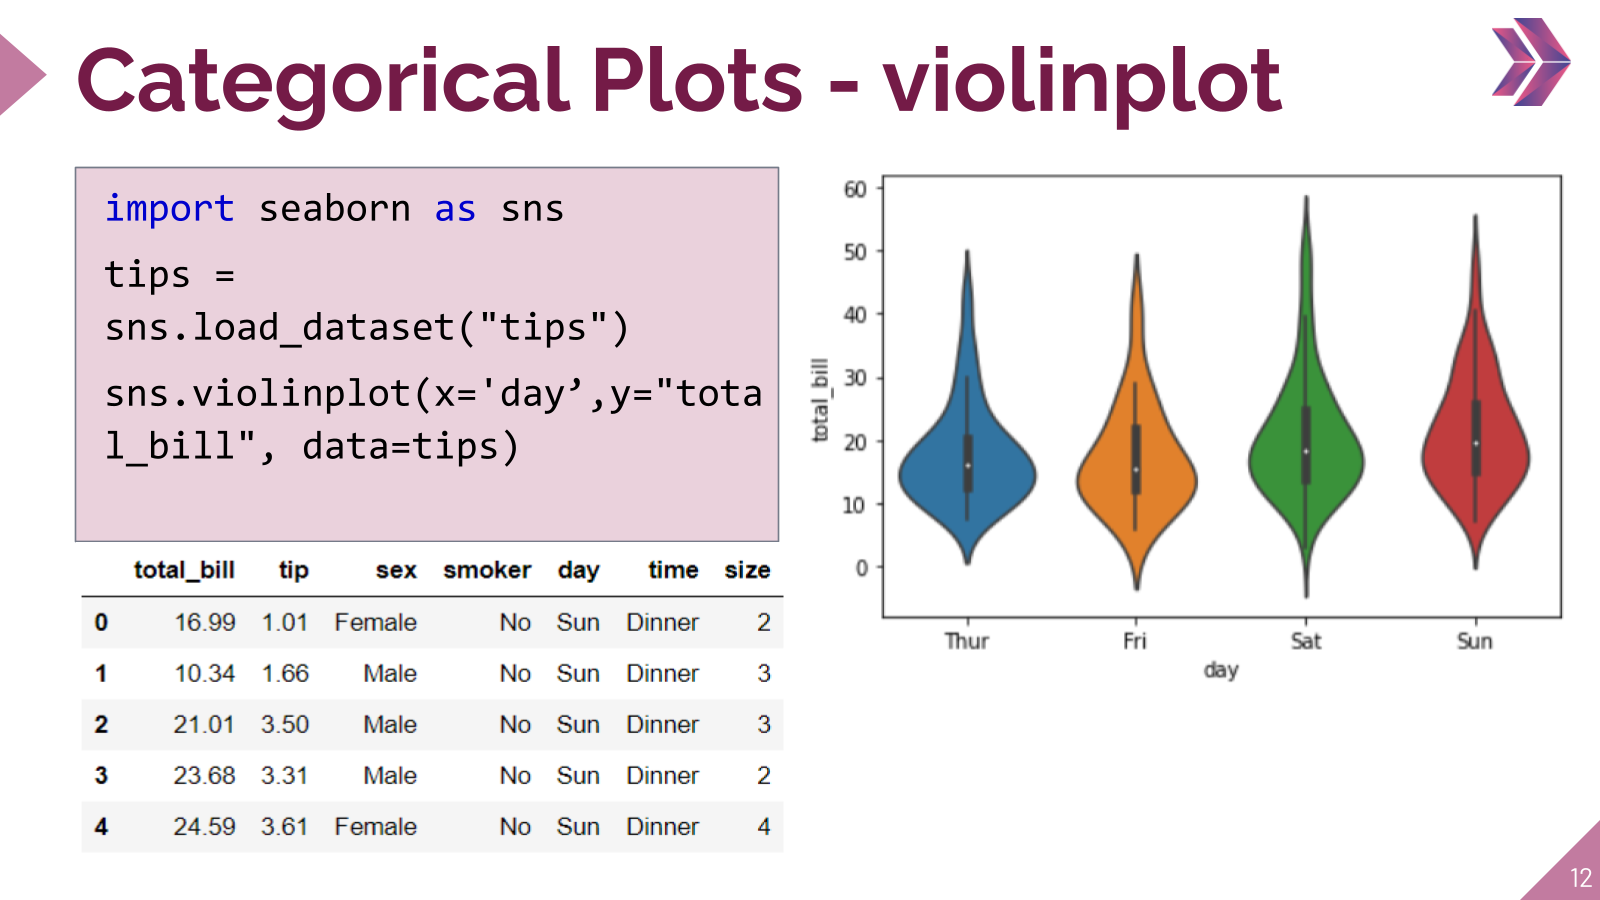 Categorical Plots - violinplot
import seaborn as sns
tips =
sns.load_dataset("tips")
sns.violinplot(x='day’,y="tota
l_bill", data=tips)
total_bill tip sex smoker day time size
0 16.99 1.01 Female No Sun Dinner 2
1 10.34 1.66 Male No Sun Dinner 3
2 21.01 3.50 Male No Sun Dinner 3
3 23.68 3.31 Male No Sun Dinner 2
4 24.59 3.61 Female No Sun Dinner 4
60
50
40
30
20
10
0
total_bill
Thur Fri Sat Sun
day
12